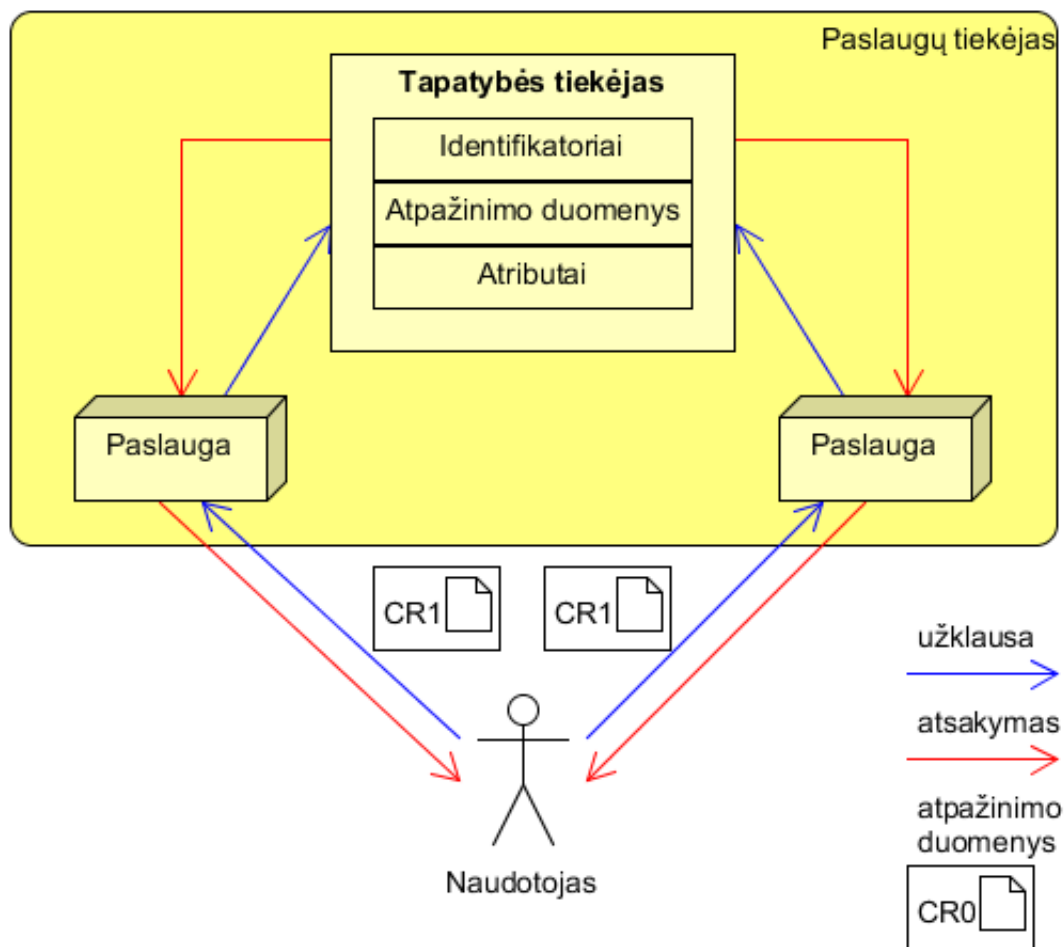 Paslaugų tiekėjas
Tapatybės tiekėjas
Identifikatoriai
Atpažinimo duomenys
Atributai
Paslauga
Paslauga
CR1
CR1
užklausa
atsakymas
atpažinimo
duomenys
Naudotojas
CR0